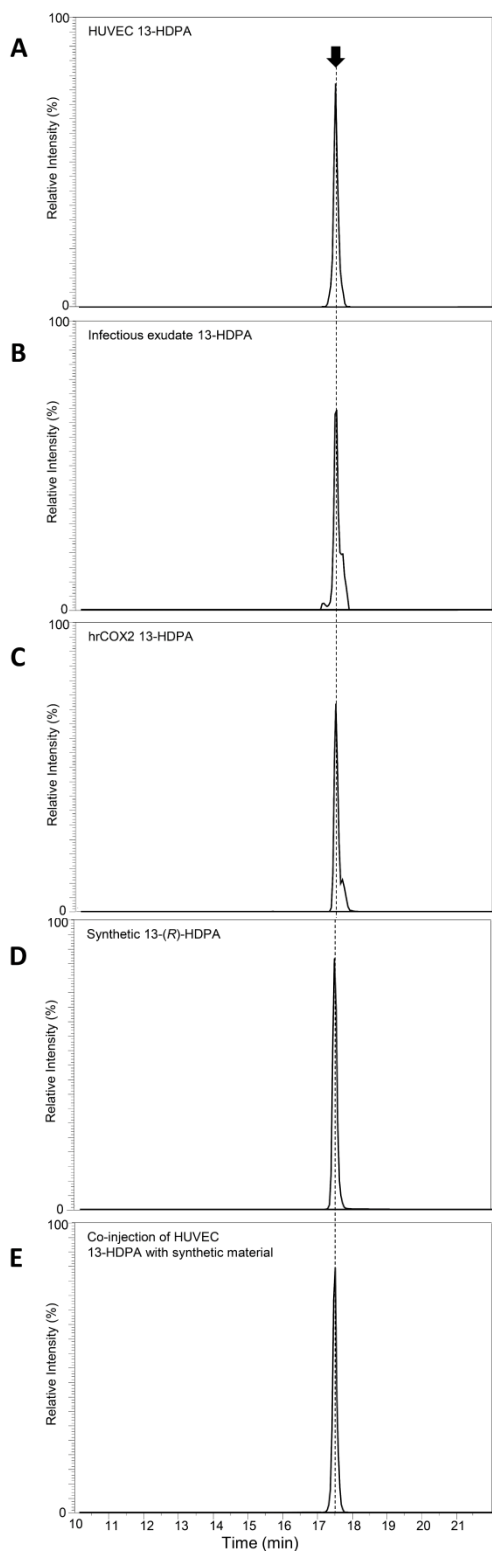 A
100
HUVEC 13-HDPA
Relative Intensity (%)
0
B
100
Infectious exudate 13-HDPA
Relative Intensity (%)
0
C
100
hrCOX2 13-HDPA
Relative Intensity (%)
0
D
100
Synthetic 13-(R)-HDPA
Relative Intensity (%)
0
E
100
Co-injection of HUVEC
13-HDPA with synthetic material
Relative Intensity (%)
0
10 11 12 13 14 15 16 17 18 19 20 21
Time (min)